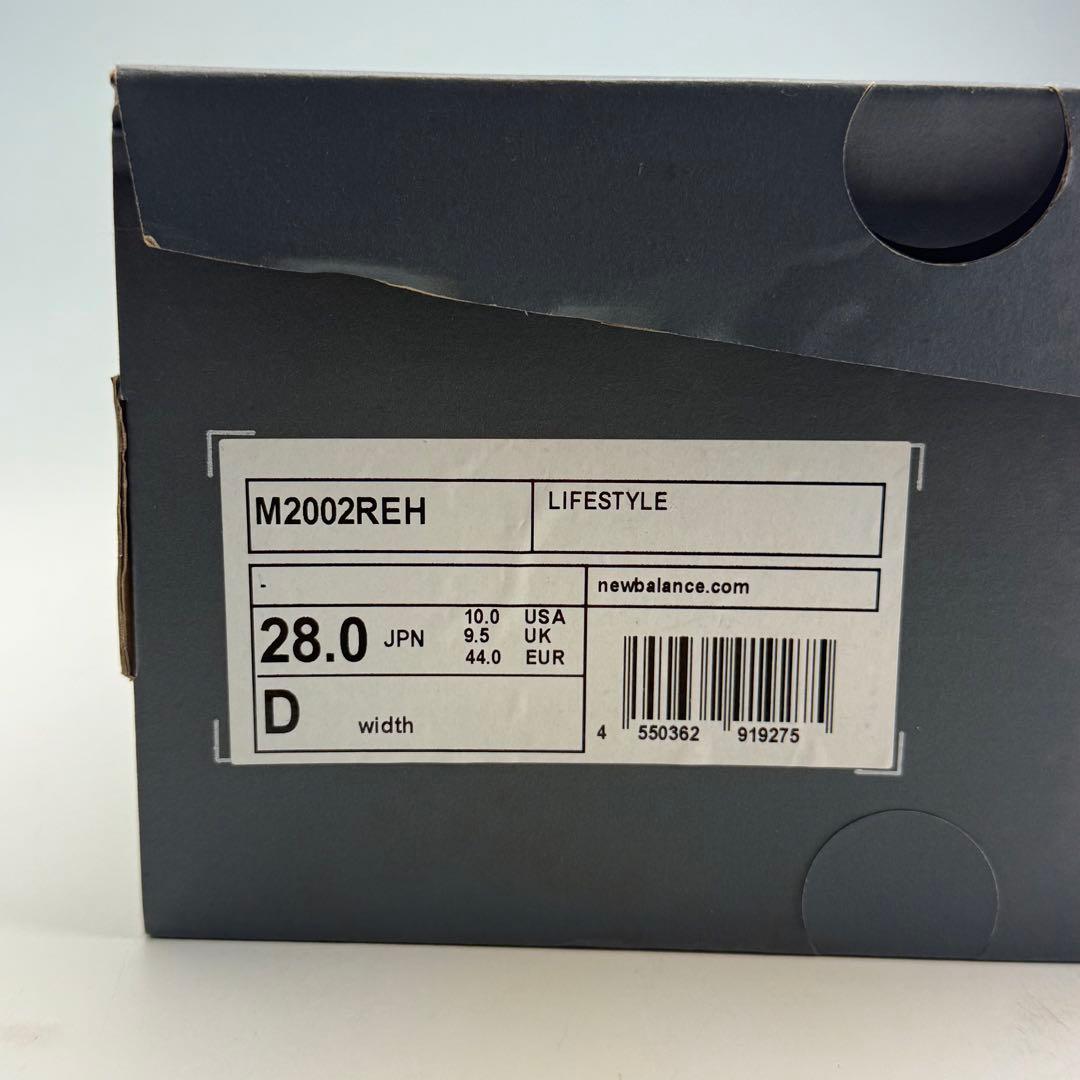 M2002REH
LIFESTYLE
-
newbalance.com
28.0 JPN
10.0 USA
9.5 UK
44.0 EUR
D width
4 550362 919275